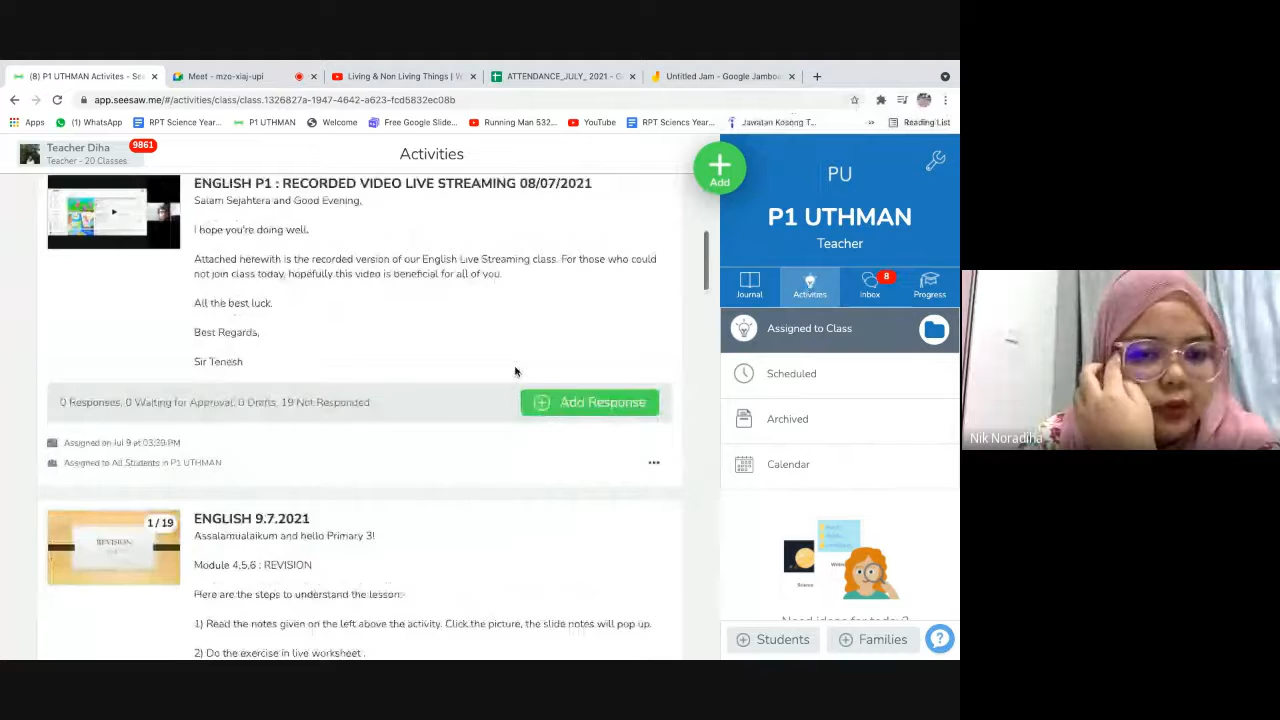 (8) P1 UTHMAN Activites - See
Meet - mzo-xiaj-upi
Living & Non Living Things | W
ATTENDANCE_JULY_ 2021 - G
Untitled Jam - Google Jamboa
app.seesaw.me/#/activities/class/class.1326827a-1947-4642-a623-fcd5832ec08b
Apps
(1) WhatsApp
RPT Science Year...
P1 UTHMAN
Welcome
Free Google Slide...
Running Man 532...
YouTube
RPT Sciencs Year...
Jawatan Kosong T...
»
Reading List
Teacher Diha
9861
Teacher - 20 Classes
Activities
Add
ENGLISH P1 : RECORDED VIDEO LIVE STREAMING 08/07/2021
Salam Sejahtera and Good Evening,
I hope you're doing well.
Attached herewith is the recorded version of our English Live Streaming class. For those who could
not join class today, hopefully this video is beneficial for all of you.
All the best luck.
Best Regards,
Sir Tenesh
0 Responses, 0 Waiting for Approval, 0 Drafts, 19 Not Responded
Add Response
Assigned on Jul 9 at 03:39 PM
Assigned to All Students in P1 UTHMAN
1 / 19
REVISION
ENGLISH 9.7.2021
Assalamualaikum and hello Primary 3!
Module 4,5,6 : REVISION
Here are the steps to understand the lesson:
1) Read the notes given on the left above the activity. Click the picture, the slide notes will pop up.
2) Do the exercise in live worksheet .
PU
P1 UTHMAN
Teacher
Journal
Activities
8
Inbox
Progress
Assigned to Class
Scheduled
Archived
Calendar
Science
Need ideas for today?
Students
Families
?
Nik Noradiha